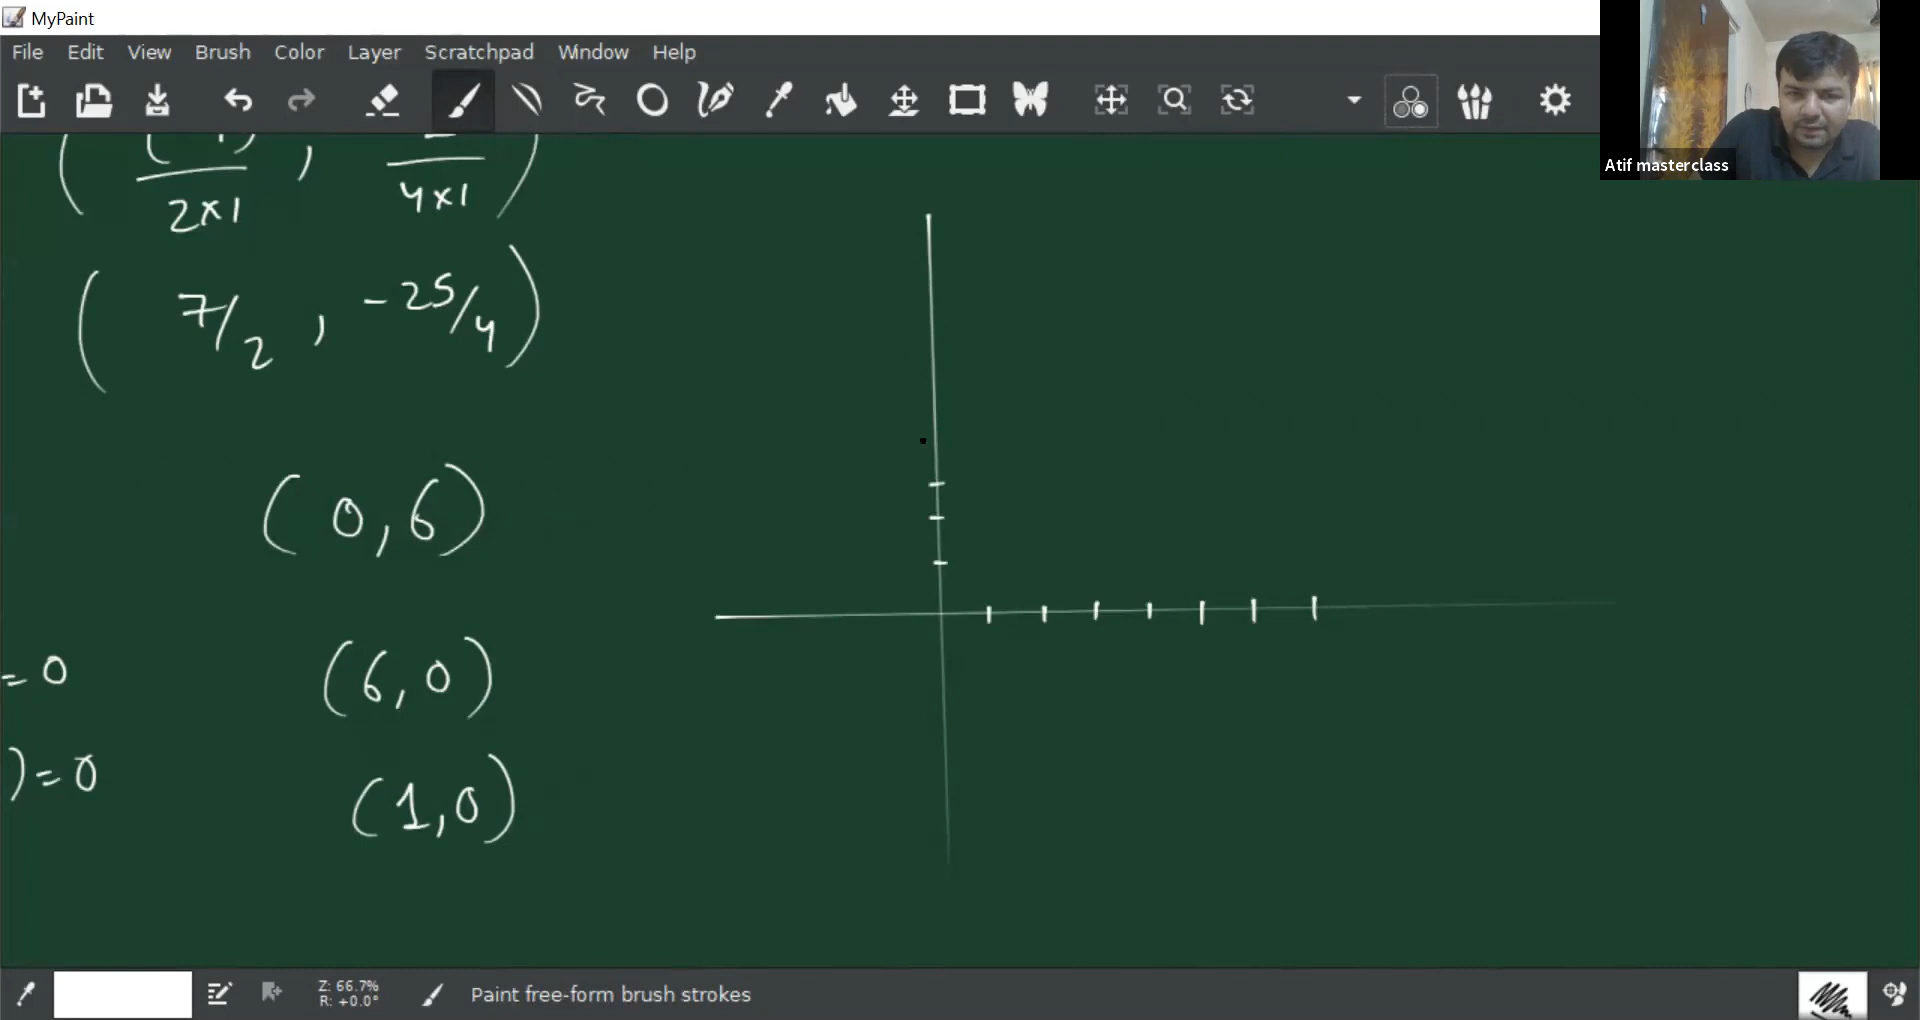 MyPaint
File Edit View Brush Color Layer Scratchpad Window Help
Atif masterclass
2×1 , 4×1
( 7/2 , -25/4 )
( 0, 6 )
= 0
( 6, 0 )
) = 0
( 1, 0 )
Z: 66.7%
R: +0.0°
Paint free-form brush strokes